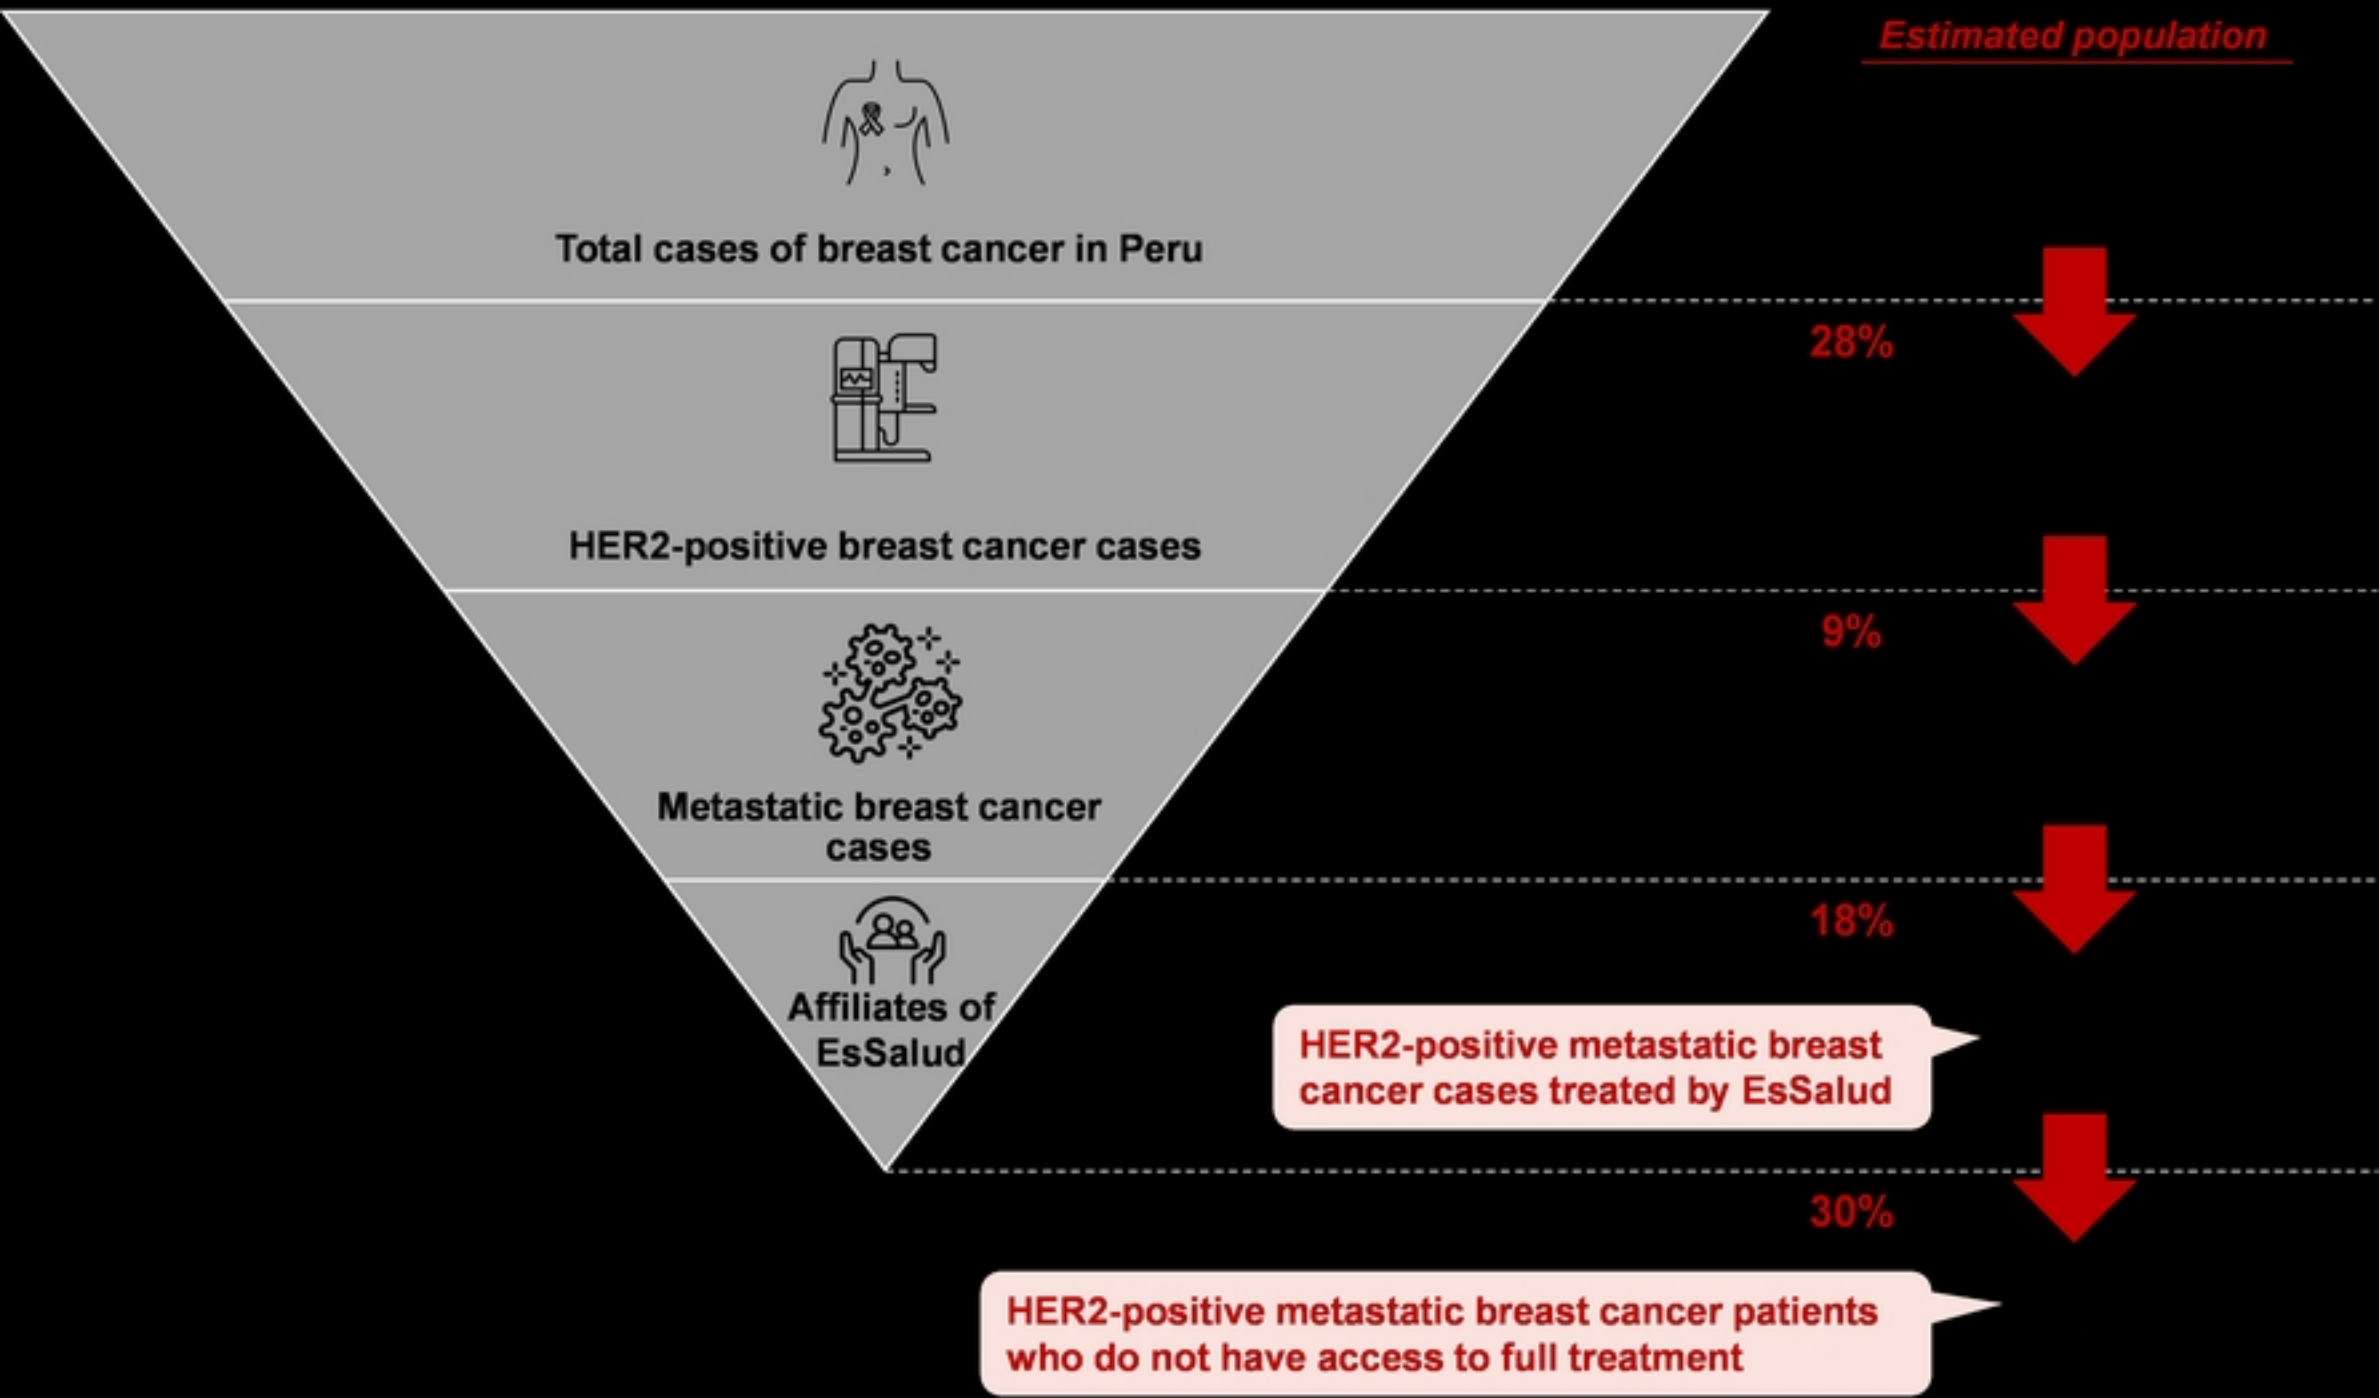 Estimated population
Total cases of breast cancer in Peru
28%
HER2-positive breast cancer cases
9%
Metastatic breast cancer
cases
18%
Affiliates of
EsSalud
HER2-positive metastatic breast
cancer cases treated by EsSalud
30%
HER2-positive metastatic breast cancer patients
who do not have access to full treatment